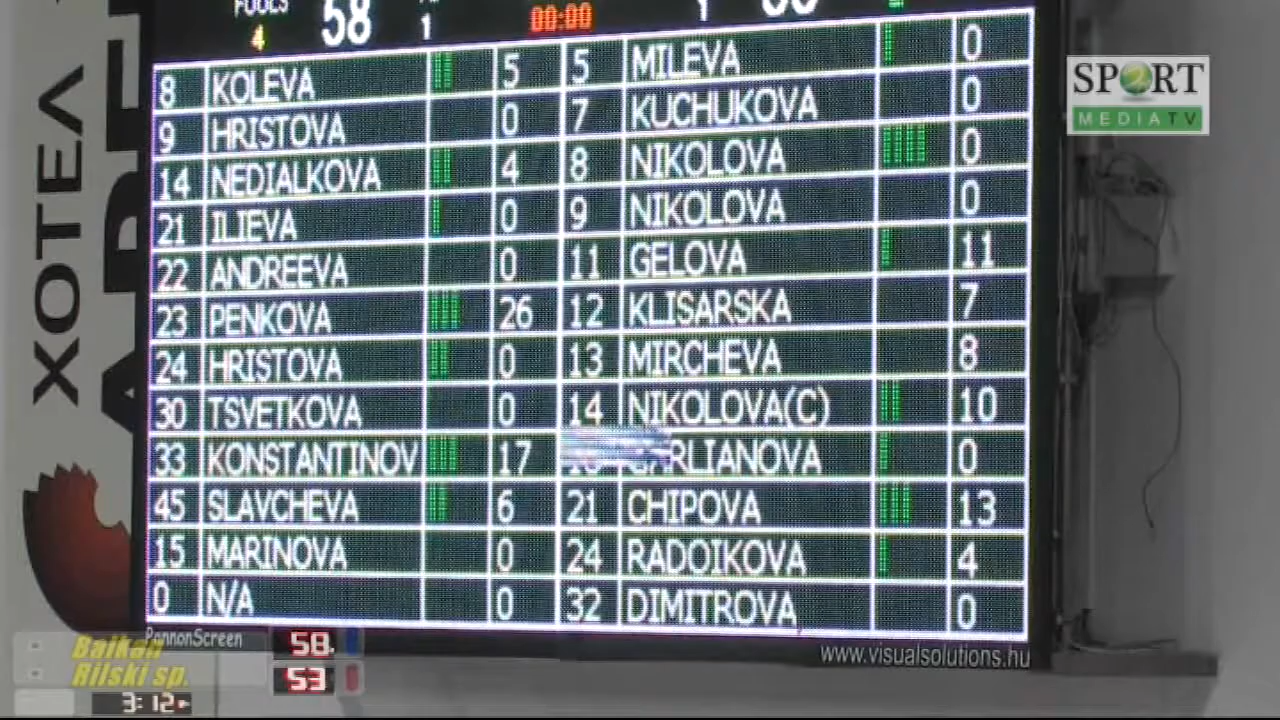 FOULS 58 1 00:00 1
4
8 KOLEVA 5 5 MILEVA 0
9 HRISTOVA 0 7 KUCHUKOVA 0
14 NEDIALKOVA 4 8 NIKOLOVA 0
21 ILIEVA 0 9 NIKOLOVA 0
22 ANDREEVA 0 11 GELOVA 11
23 PENKOVA 26 12 KLISARSKA 7
24 HRISTOVA 0 13 MIRCHEVA 8
30 TSVETKOVA 0 14 NIKOLOVA(C) 10
33 KONSTANTINOV 17 0
45 SLAVCHEVA 6 21 CHIPOVA 13
15 MARINOVA 0 24 RADOIKOVA 4
0 N/A 0 32 DIMITROVA 0
PannonScreen
www.visualsolutions.hu
ХОТЕЛ
SPORT
MEDIA TV
Balkan 58
Rilski sp. 53
3:12